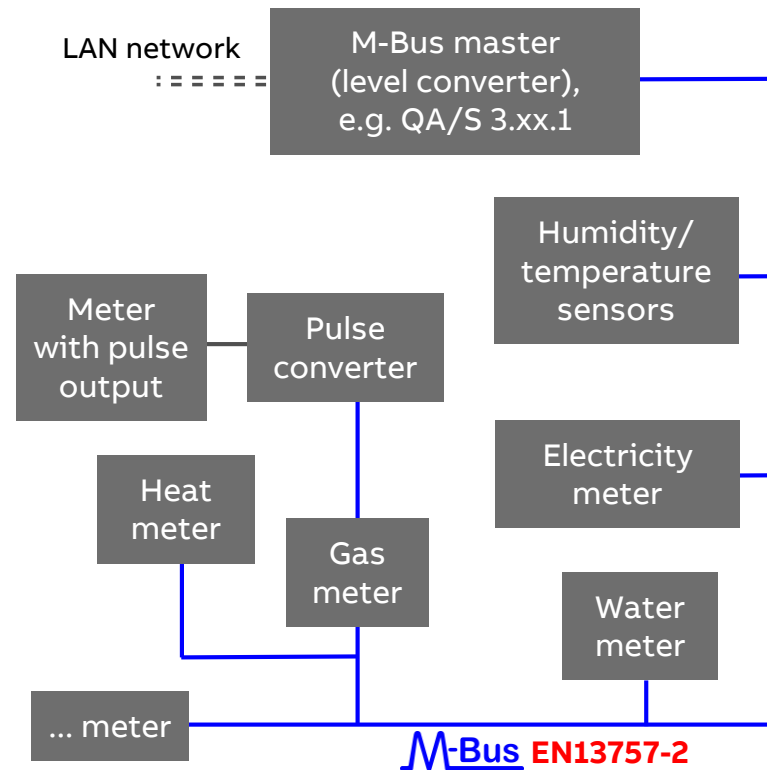 LAN network
M-Bus master
(level converter),
e.g. QA/S 3.xx.1
Humidity/
temperature
sensors
Meter
with pulse
output
Pulse
converter
Electricity
meter
Heat
meter
Gas
meter
Water
meter
... meter
M-Bus EN13757-2